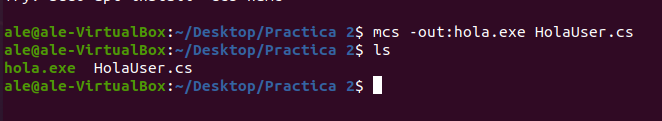 ale@ale-VirtualBox:~/Desktop/Practica 2$ mcs -out:hola.exe HolaUser.cs
ale@ale-VirtualBox:~/Desktop/Practica 2$ ls
hola.exe  HolaUser.cs
ale@ale-VirtualBox:~/Desktop/Practica 2$